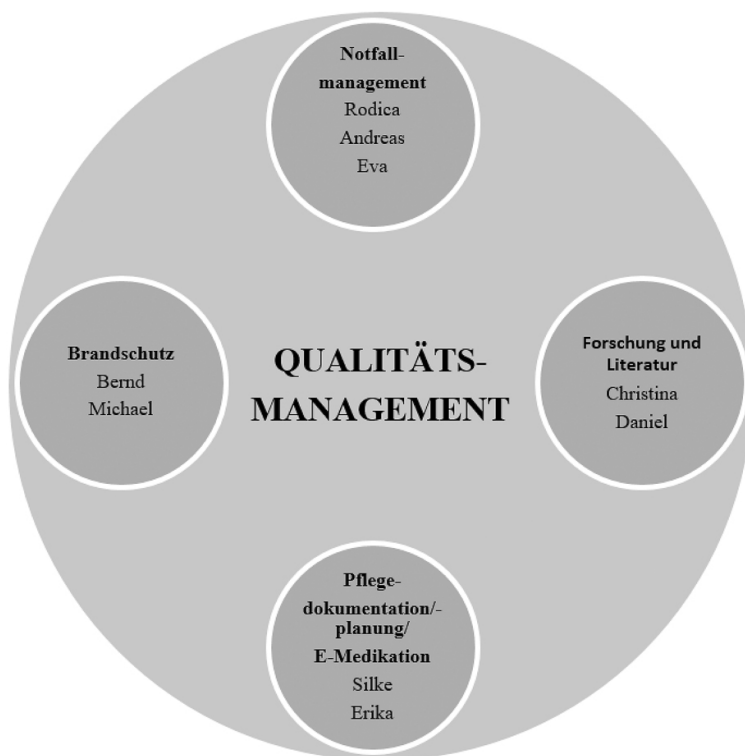 Notfall-
management
Rodica
Andreas
Eva
Brandschutz
Bernd
Michael
QUALITÄTS-
MANAGEMENT
Forschung und
Literatur
Christina
Daniel
Pflege-
dokumentation/-
planung/
E-Medikation
Silke
Erika